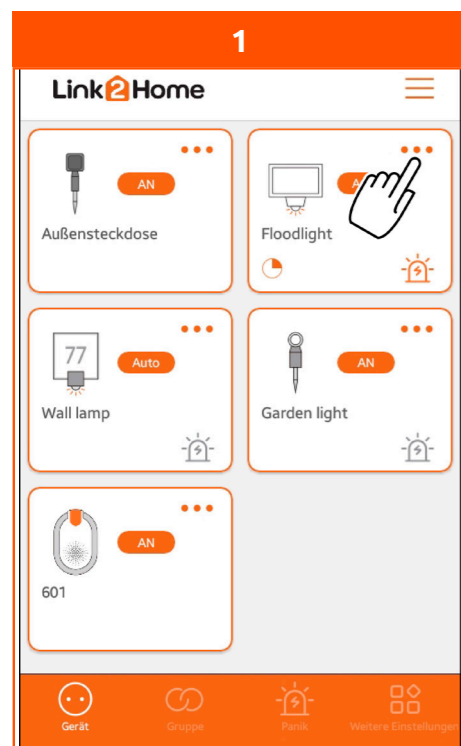 1
Link2Home
AN
Außensteckdose
Floodlight
77
Auto
Wall lamp
AN
Garden light
AN
601
Gerät
Gruppe
Panik
Weitere Einstellungen